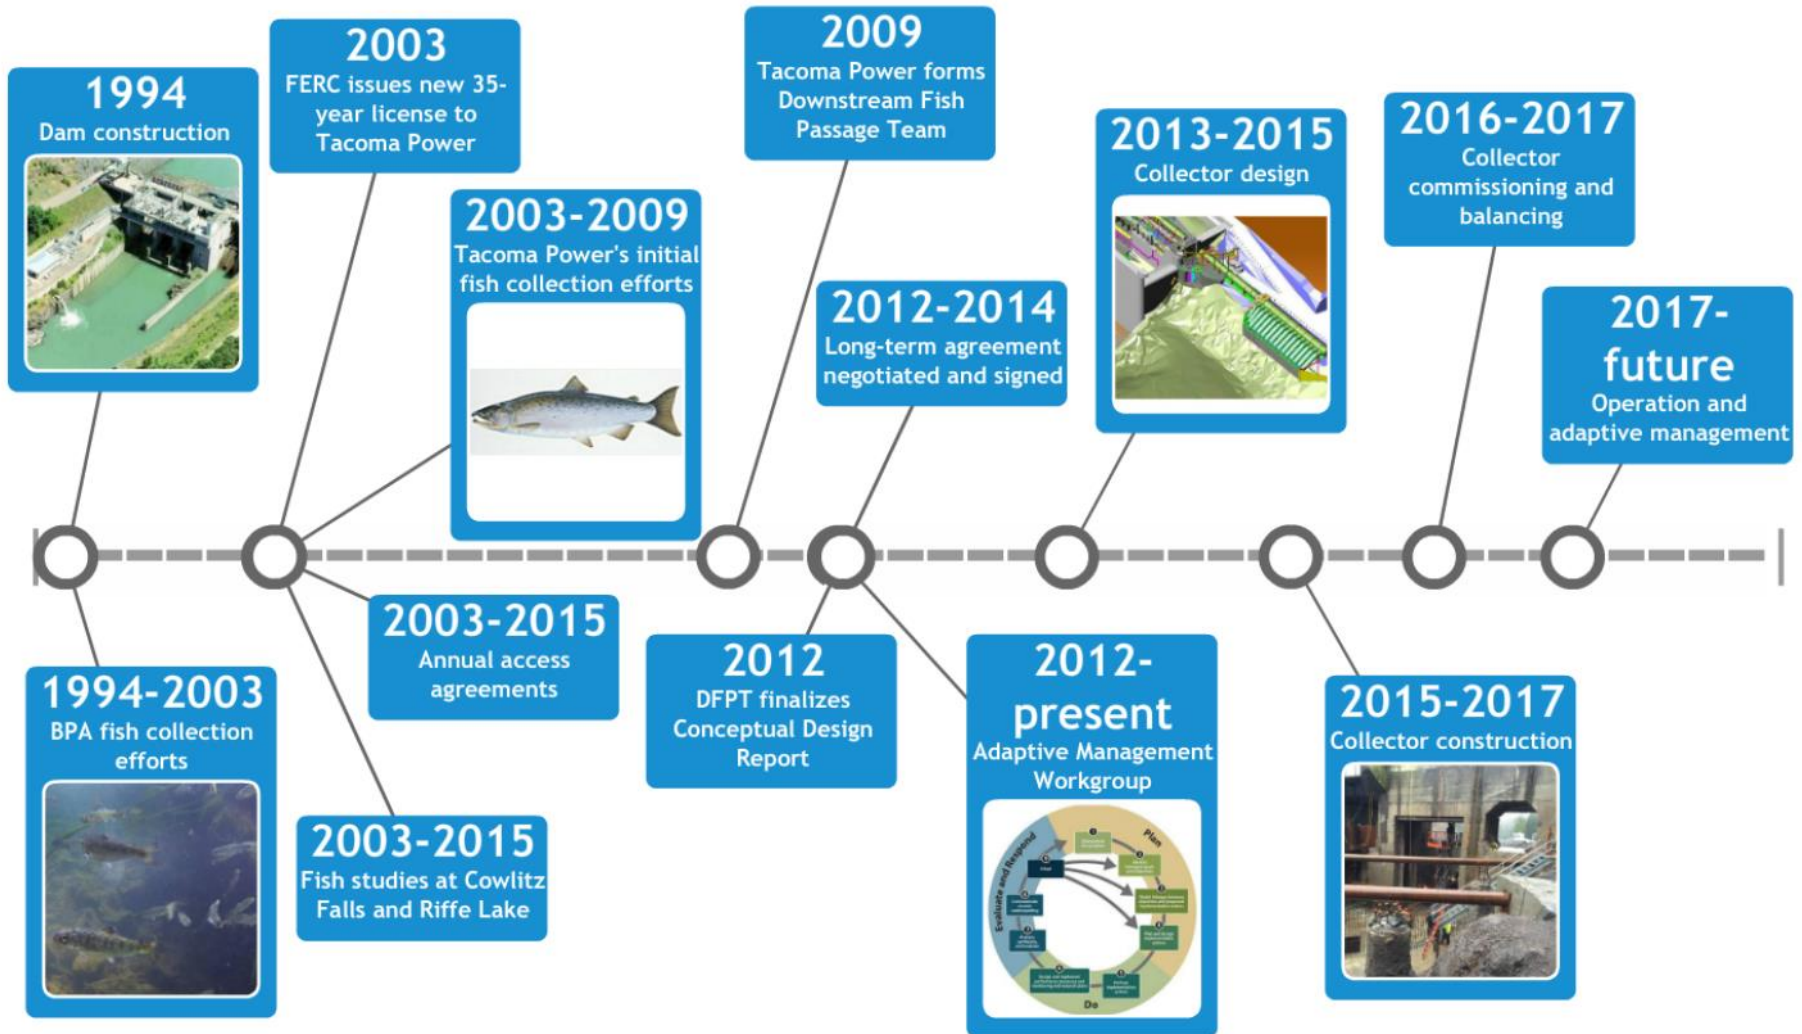 1994
Dam construction
2003
FERC issues new 35-
year license to
Tacoma Power
2003-2009
Tacoma Power's initial
fish collection efforts
2009
Tacoma Power forms
Downstream Fish
Passage Team
2012-2014
Long-term agreement
negotiated and signed
2013-2015
Collector design
2016-2017
Collector
commissioning and
balancing
2017-
future
Operation and
adaptive management
1994-2003
BPA fish collection
efforts
2003-2015
Annual access
agreements
2003-2015
Fish studies at Cowlitz
Falls and Riffe Lake
2012
DFPT finalizes
Conceptual Design
Report
2012-
present
Adaptive Management
Workgroup
Plan
Evaluate and Respond
Do
2015-2017
Collector construction